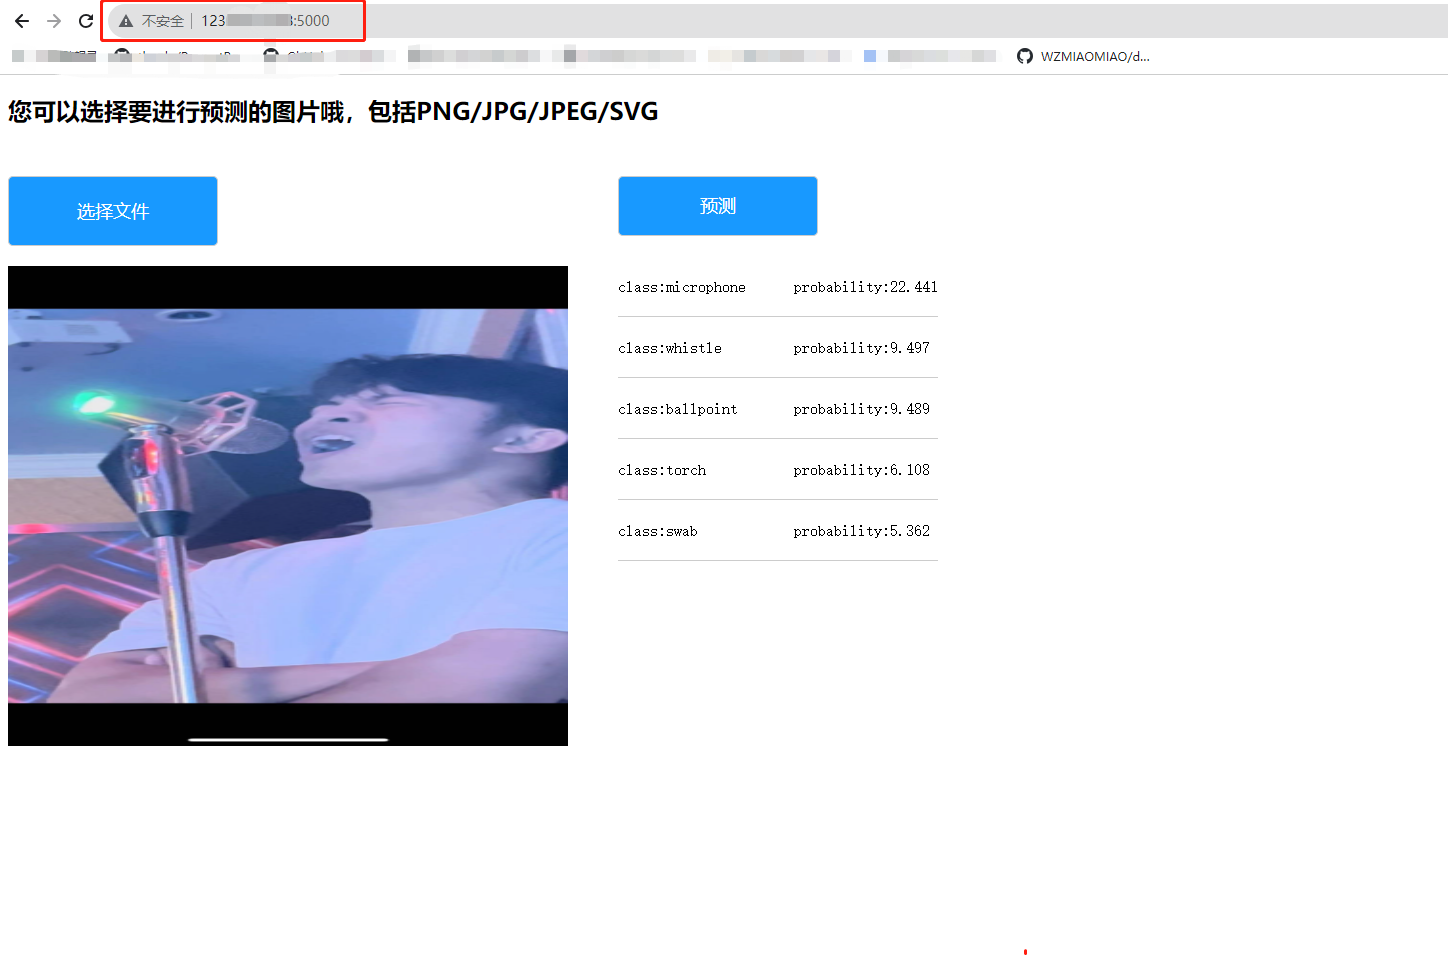 不安全 123 :5000
WZMIAOMIAO/d...
您可以选择要进行预测的图片哦，包括PNG/JPG/JPEG/SVG
选择文件
预测
class:microphone probability:22.441
class:whistle probability:9.497
class:ballpoint probability:9.489
class:torch probability:6.108
class:swab probability:5.362